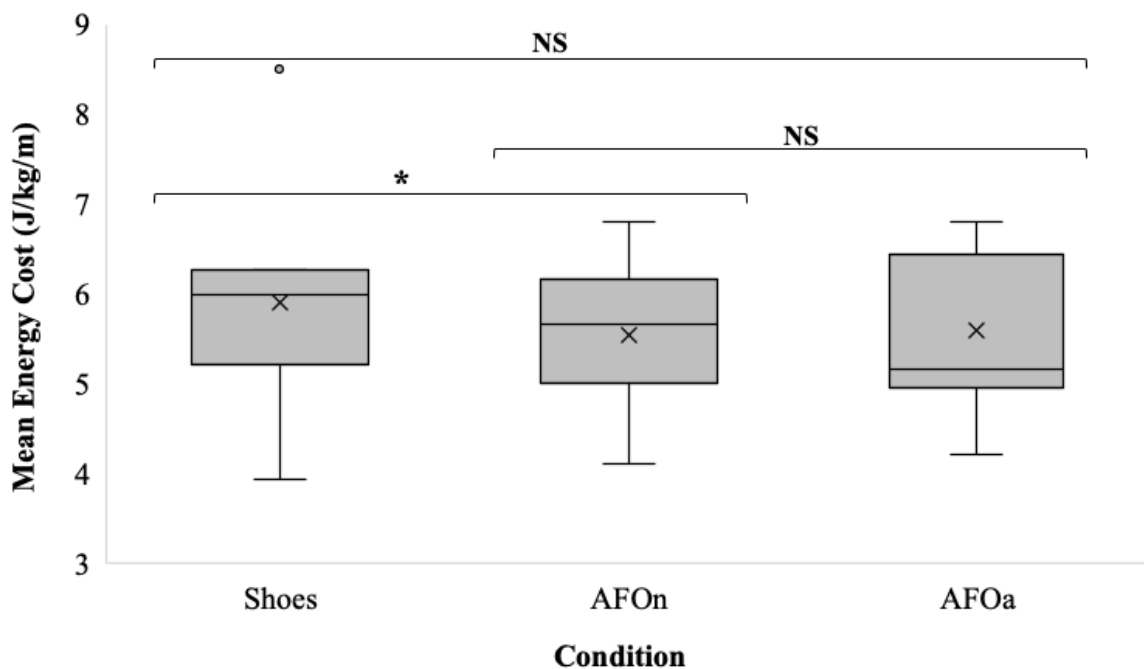 Mean Energy Cost (J/kg/m)
9
8
7
6
5
4
3
NS
NS
*
Shoes AFOn AFOa
Condition